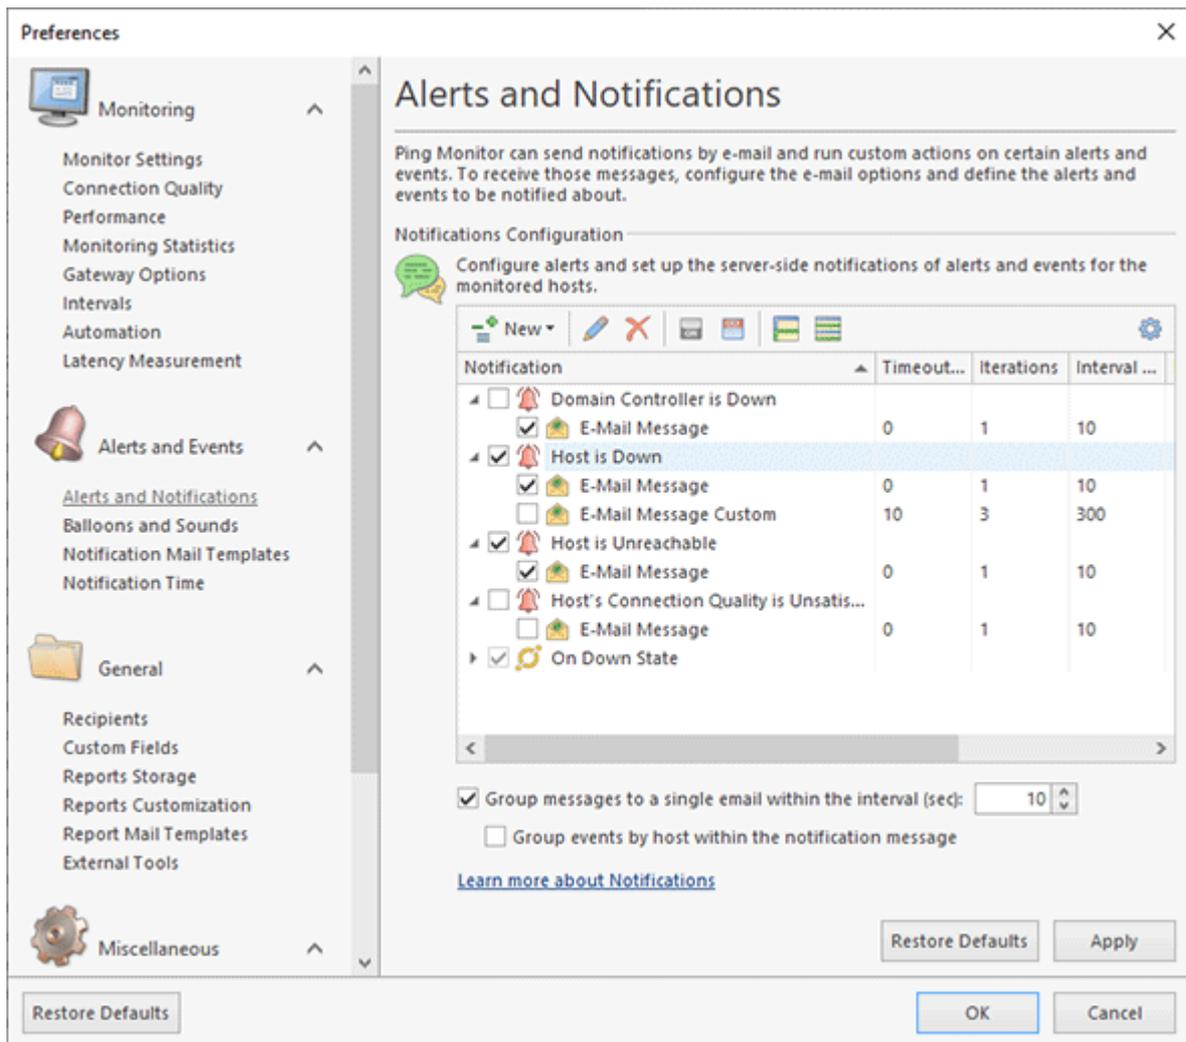 Preferences
Monitoring
Monitor Settings
Connection Quality
Performance
Monitoring Statistics
Gateway Options
Intervals
Automation
Latency Measurement
Alerts and Events
Alerts and Notifications
Balloons and Sounds
Notification Mail Templates
Notification Time
General
Recipients
Custom Fields
Reports Storage
Reports Customization
Report Mail Templates
External Tools
Miscellaneous
Alerts and Notifications
Ping Monitor can send notifications by e-mail and run custom actions on certain alerts and
events. To receive those messages, configure the e-mail options and define the alerts and
events to be notified about.
Notifications Configuration
Configure alerts and set up the server-side notifications of alerts and events for the
monitored hosts.
New
Notification Timeout... Iterations Interval ...
Domain Controller is Down
E-Mail Message 0 1 10
Host is Down
E-Mail Message 0 1 10
E-Mail Message Custom 10 3 300
Host is Unreachable
E-Mail Message 0 1 10
Host's Connection Quality is Unsatis...
E-Mail Message 0 1 10
On Down State
Group messages to a single email within the interval (sec): 10
Group events by host within the notification message
Learn more about Notifications
Restore Defaults Apply
Restore Defaults OK Cancel